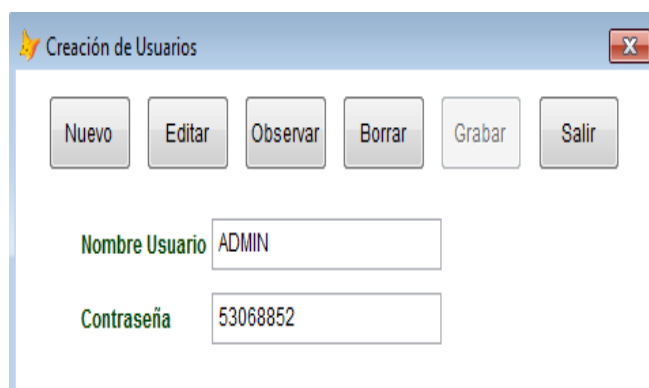 Creación de Usuarios
Nuevo Editar Observar Borrar Grabar Salir
Nombre Usuario ADMIN
Contraseña 53068852